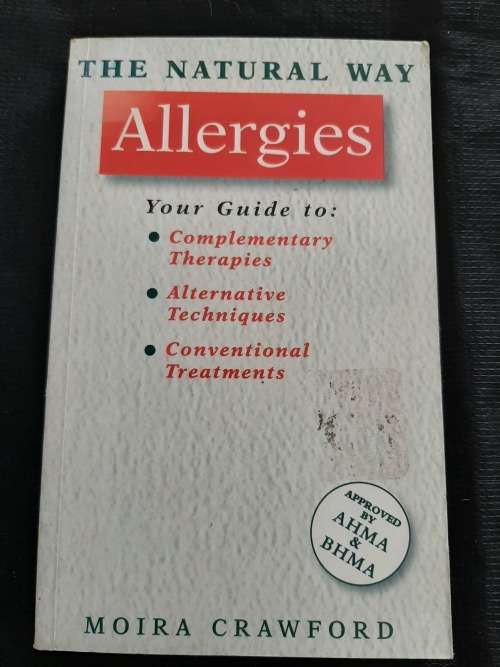 THE NATURAL WAY
Allergies
Your Guide to:
• Complementary
Therapies
• Alternative
Techniques
• Conventional
Treatments
APPROVED
BY
AHMA
&
BHMA
MOIRA CRAWFORD